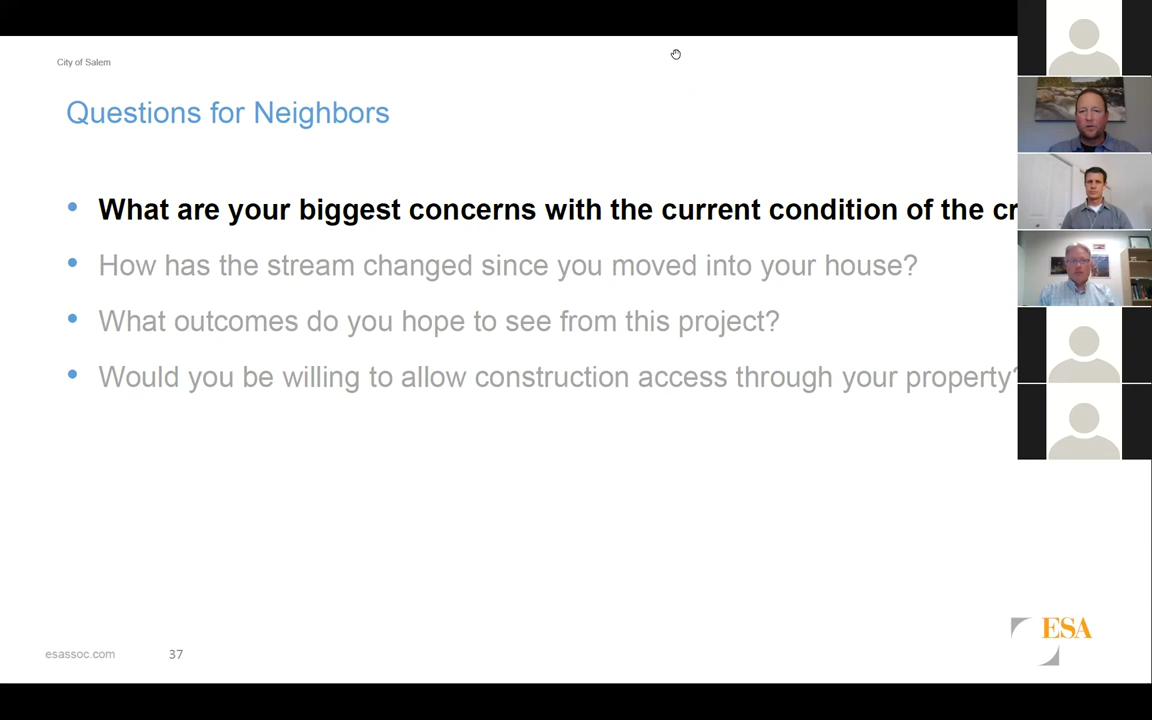 City of Salem
Questions for Neighbors
• What are your biggest concerns with the current condition of the cr
• How has the stream changed since you moved into your house?
• What outcomes do you hope to see from this project?
• Would you be willing to allow construction access through your property?
esassoc.com 37
ESA